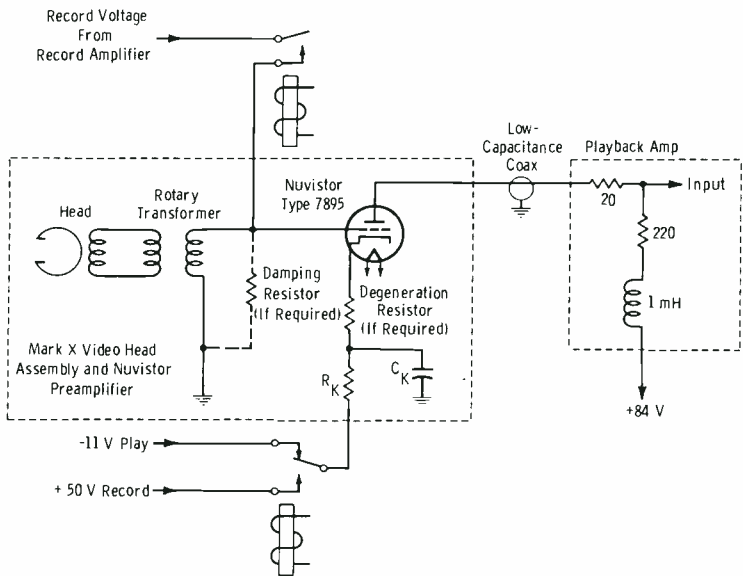 Record Voltage
From
Record Amplifier
Low-
Capacitance
Coax
Playback Amp
Nuvistor
Type 7895
Rotary
Transformer
Head
Input
20
220
1 mH
Damping
Resistor
(If Required)
Degeneration
Resistor
(If Required)
Mark X Video Head
Assembly and Nuvistor
Preamplifier
RK
CK
+84 V
-11 V Play
+ 50 V Record